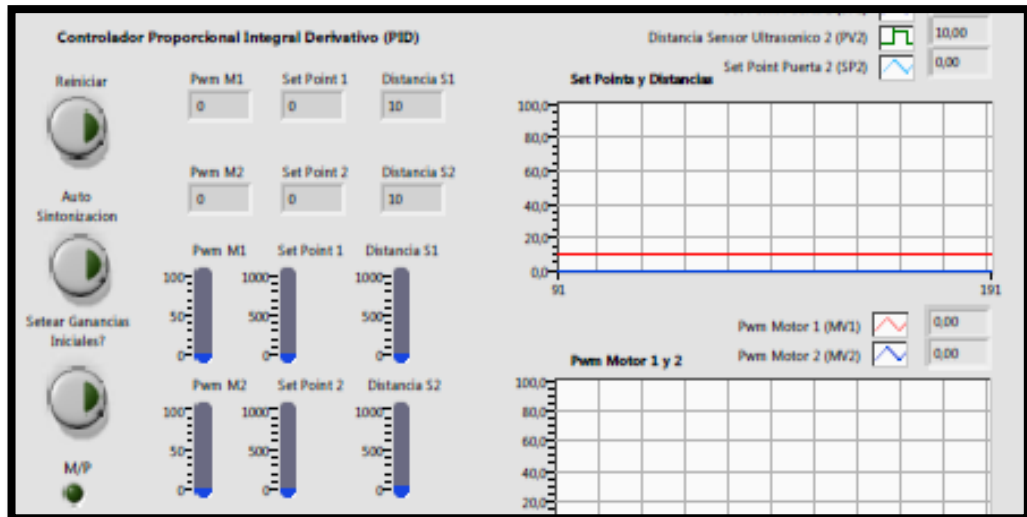 Controlador Proporcional Integral Derivativo (PID)
Distancia Sensor Ultrasonico 2 (PV2)
10,00
Set Point Puerta 2 (SP2)
0,00
Reiniciar
Pwm M1
Set Point 1
Distancia S1
0
0
10
Pwm M2
Set Point 2
Distancia S2
0
0
10
Auto
Sintonizacion
Pwm M1
Set Point 1
Distancia S1
100
50
0
1000
500
0
1000
500
0
Setear Ganancias
Iniciales?
Pwm M2
Set Point 2
Distancia S2
100
50
0
1000
500
0
1000
500
0
M/P
Set Points y Distancias
100,0
80,0
60,0
40,0
20,0
0,0
91
191
Pwm Motor 1 (MV1)
0,00
Pwm Motor 2 (MV2)
0,00
Pwm Motor 1 y 2
100,0
80,0
60,0
40,0
20,0